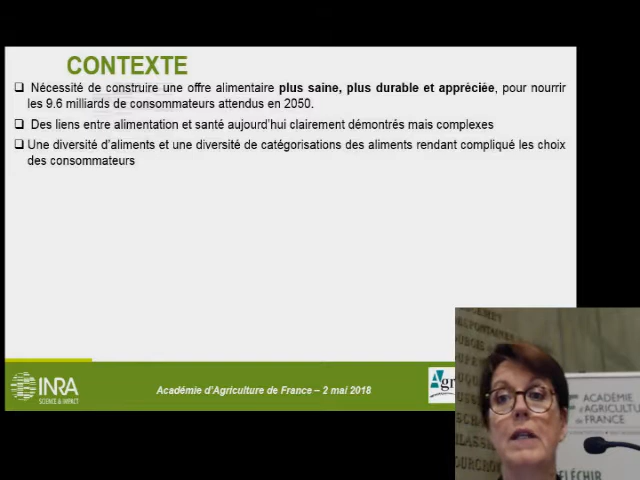 CONTEXTE
❑ Nécessité de construire une offre alimentaire plus saine, plus durable et appréciée, pour nourrir
les 9.6 milliards de consommateurs attendus en 2050.
❑ Des liens entre alimentation et santé aujourd'hui clairement démontrés mais complexes
❑ Une diversité d'aliments et une diversité de catégorisations des aliments rendant compliqué les choix
des consommateurs
INRA
SCIENCE & IMPACT
Académie d'Agriculture de France – 2 mai 2018
Agr
ACADÉMIE
d'AGRICULTU
de FRANCE
FLÉCHIR